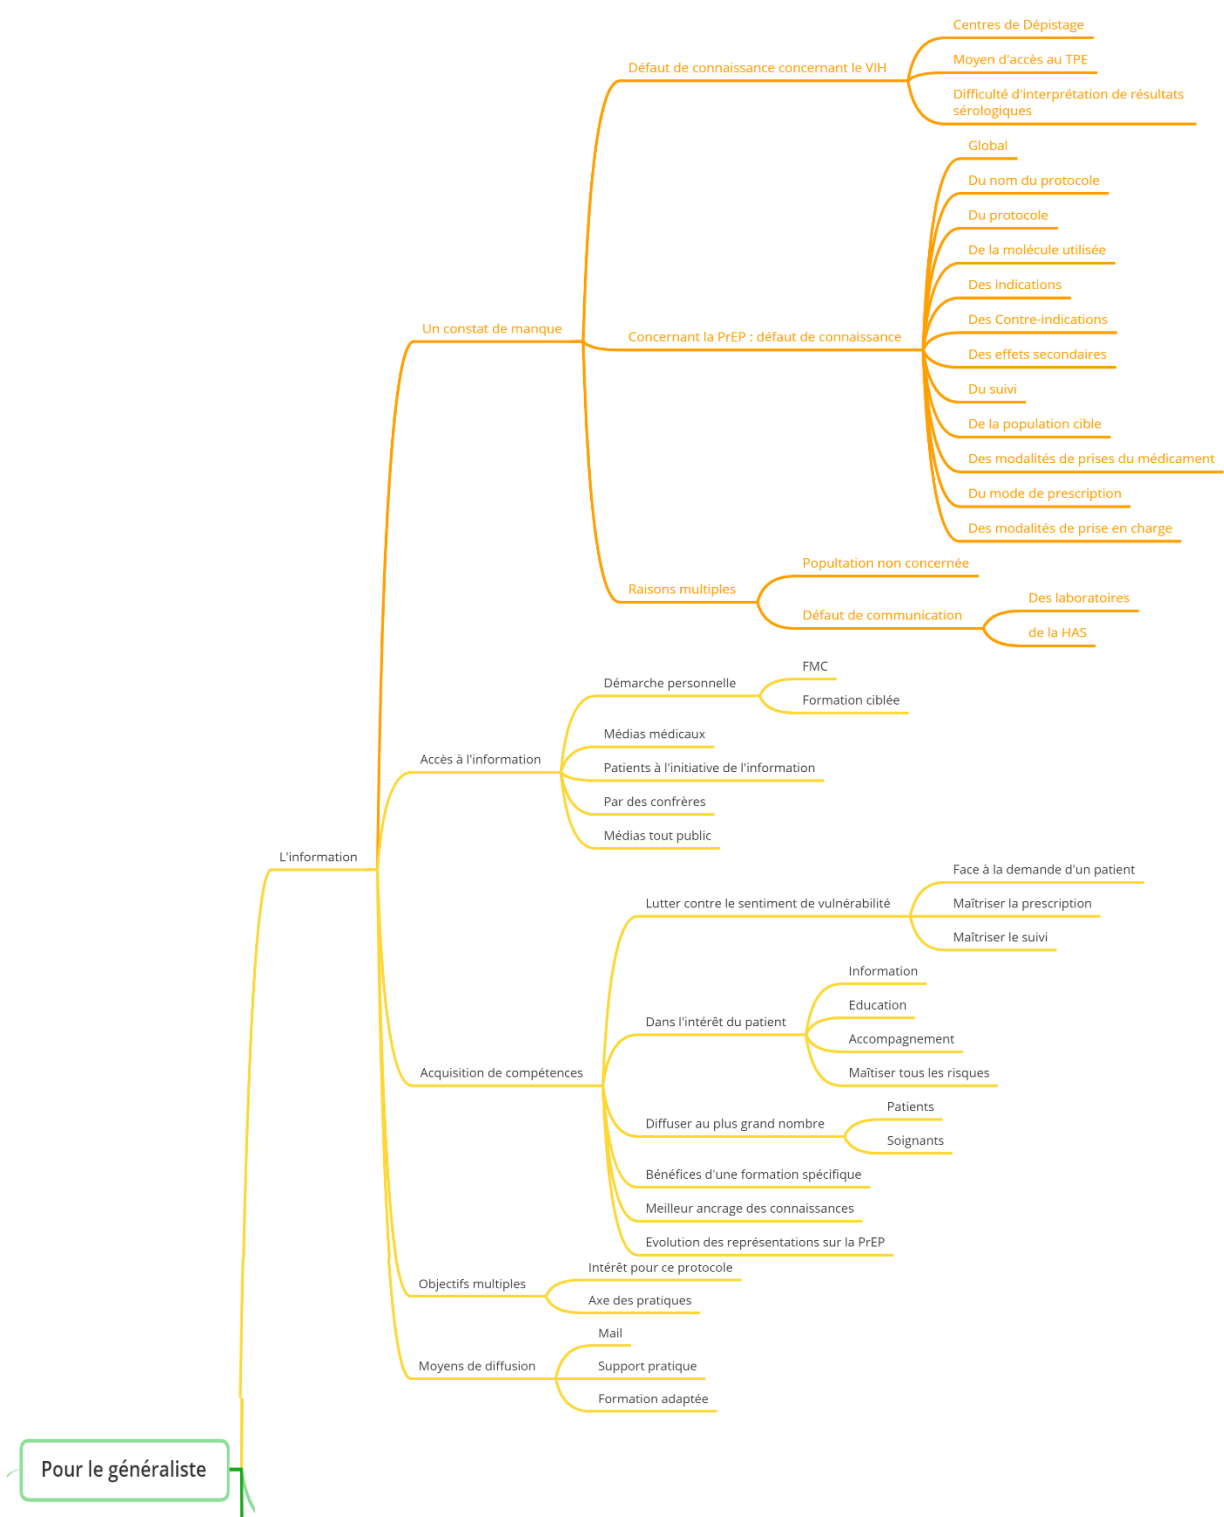 Centres de Dépistage
Moyen d'accès au TPE
Défaut de connaissance concernant le VIH
Difficulté d'interprétation de résultats
sérologiques
Global
Du nom du protocole
Du protocole
De la molécule utilisée
Des indications
Des Contre-indications
Un constat de manque
Concernant la PrEP : défaut de connaissance
Des effets secondaires
Du suivi
De la population cible
Des modalités de prises du médicament
Du mode de prescription
Des modalités de prise en charge
Popultation non concernée
Raisons multiples
Des laboratoires
Défaut de communication
de la HAS
FMC
Démarche personnelle
Formation ciblée
Médias médicaux
Accès à l'information
Patients à l'initiative de l'information
Par des confrères
Médias tout public
L'information
Face à la demande d'un patient
Lutter contre le sentiment de vulnérabilité
Maîtriser la prescription
Maîtriser le suivi
Information
Education
Dans l'intérêt du patient
Accompagnement
Acquisition de compétences
Maîtiser tous les risques
Patients
Diffuser au plus grand nombre
Soignants
Bénéfices d'une formation spécifique
Meilleur ancrage des connaissances
Evolution des représentations sur la PrEP
Intérêt pour ce protocole
Objectifs multiples
Axe des pratiques
Mail
Moyens de diffusion
Support pratique
Formation adaptée
Pour le généraliste